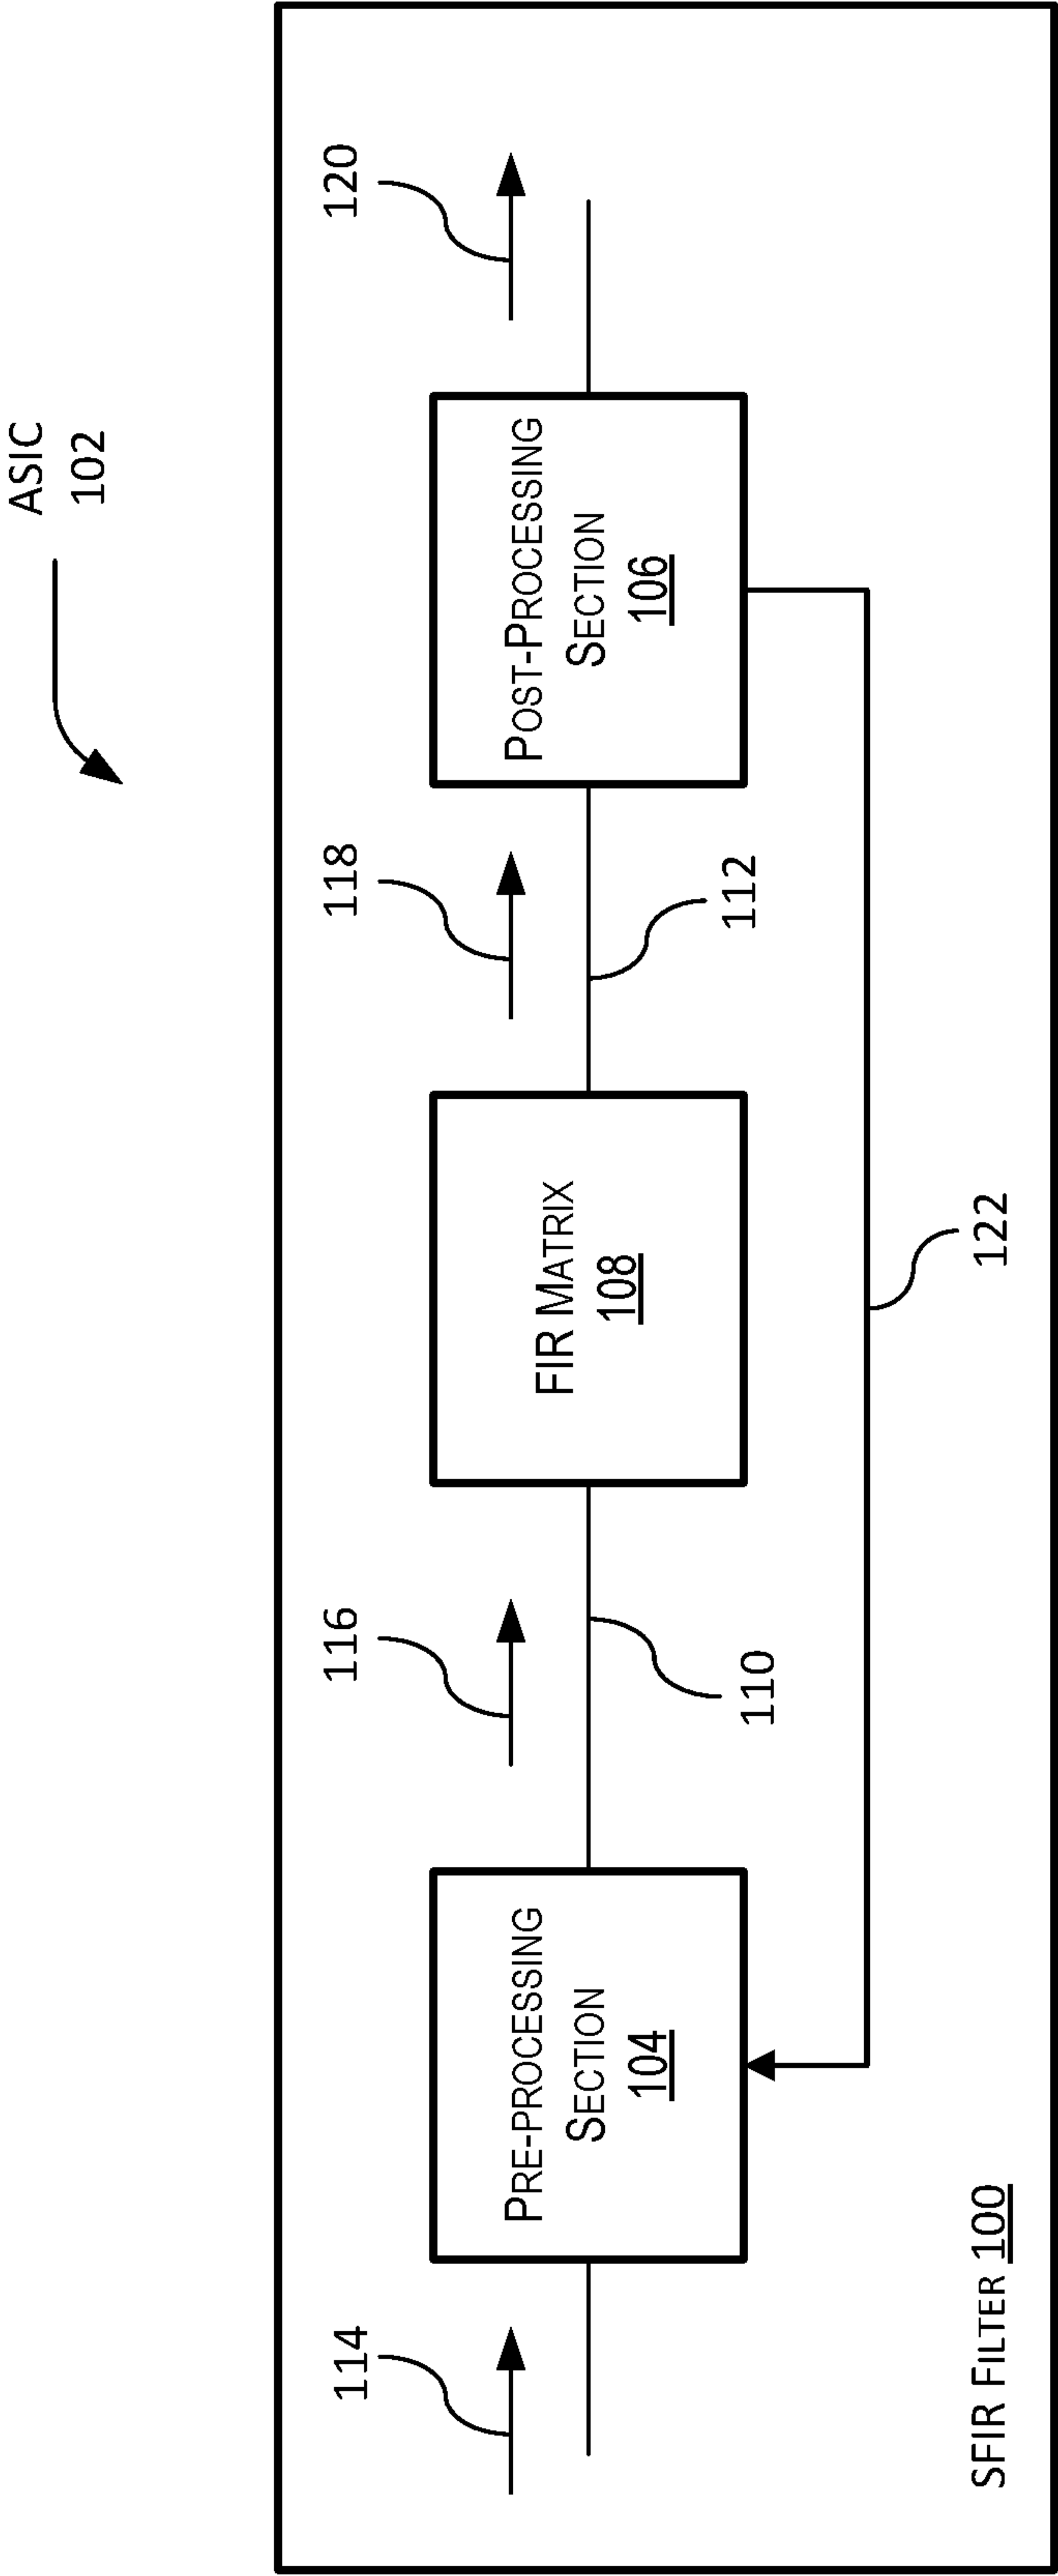 ASIC
102
114
116
118
120
PRE-PROCESSING
SECTION
104
FIR MATRIX
108
POST-PROCESSING
SECTION
106
110
112
122
SFIR FILTER 100